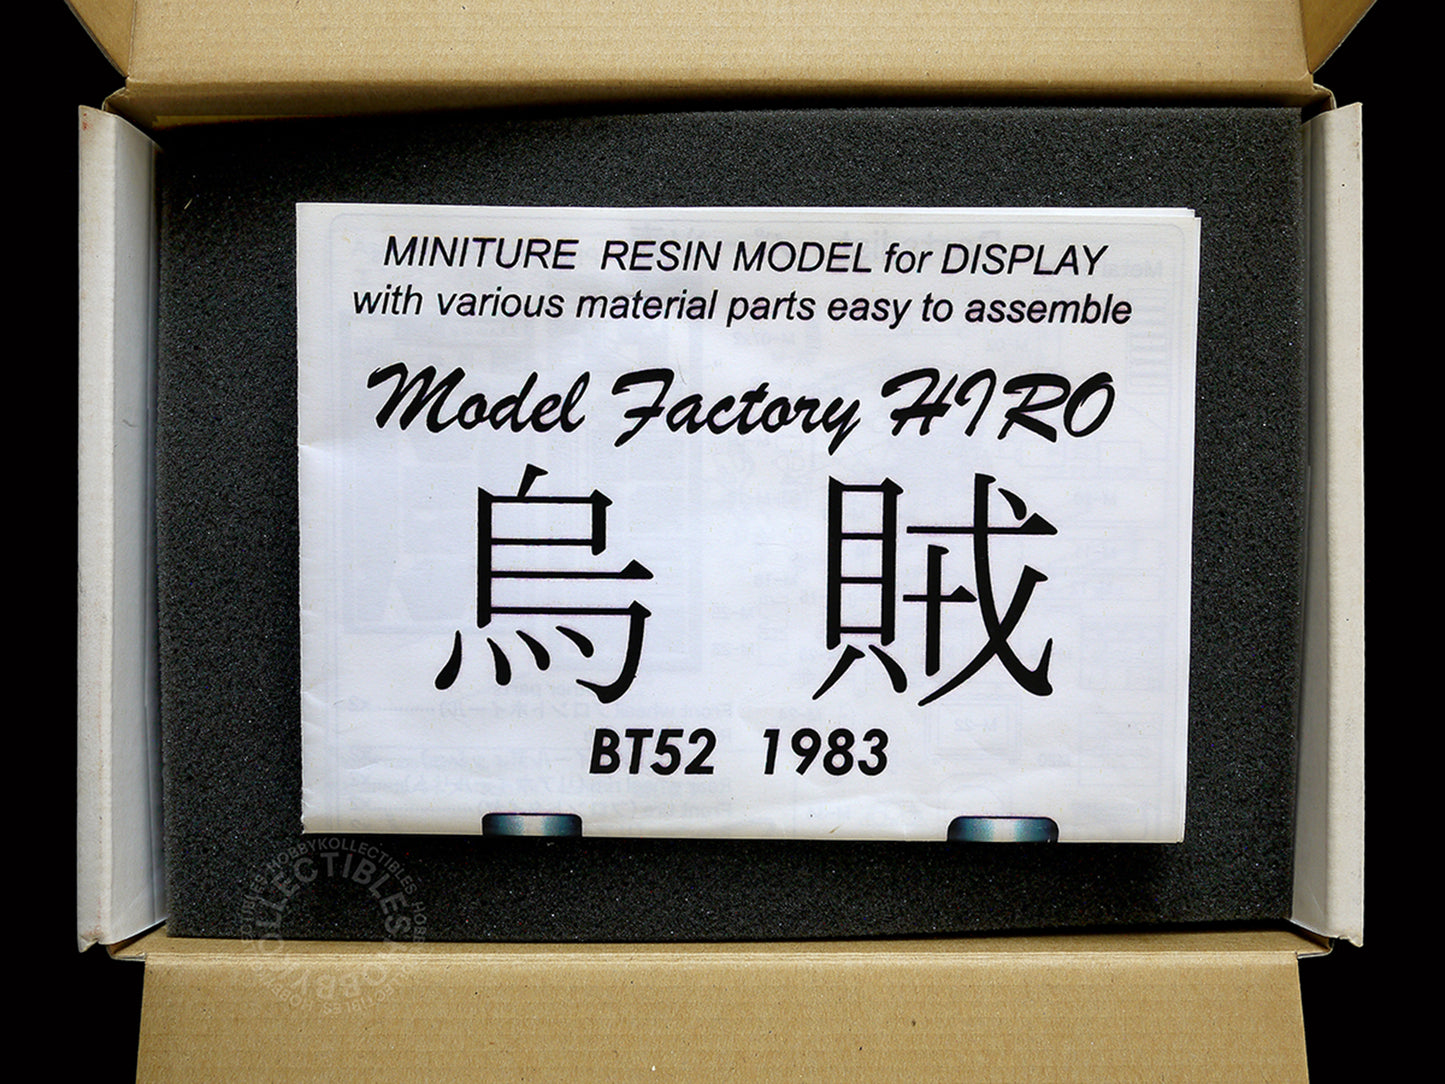 MINITURE RESIN MODEL for DISPLAY
with various material parts easy to assemble
Model Factory HIRO
烏 賊
BT52 1983
HOBBYKOLLECTIBLES